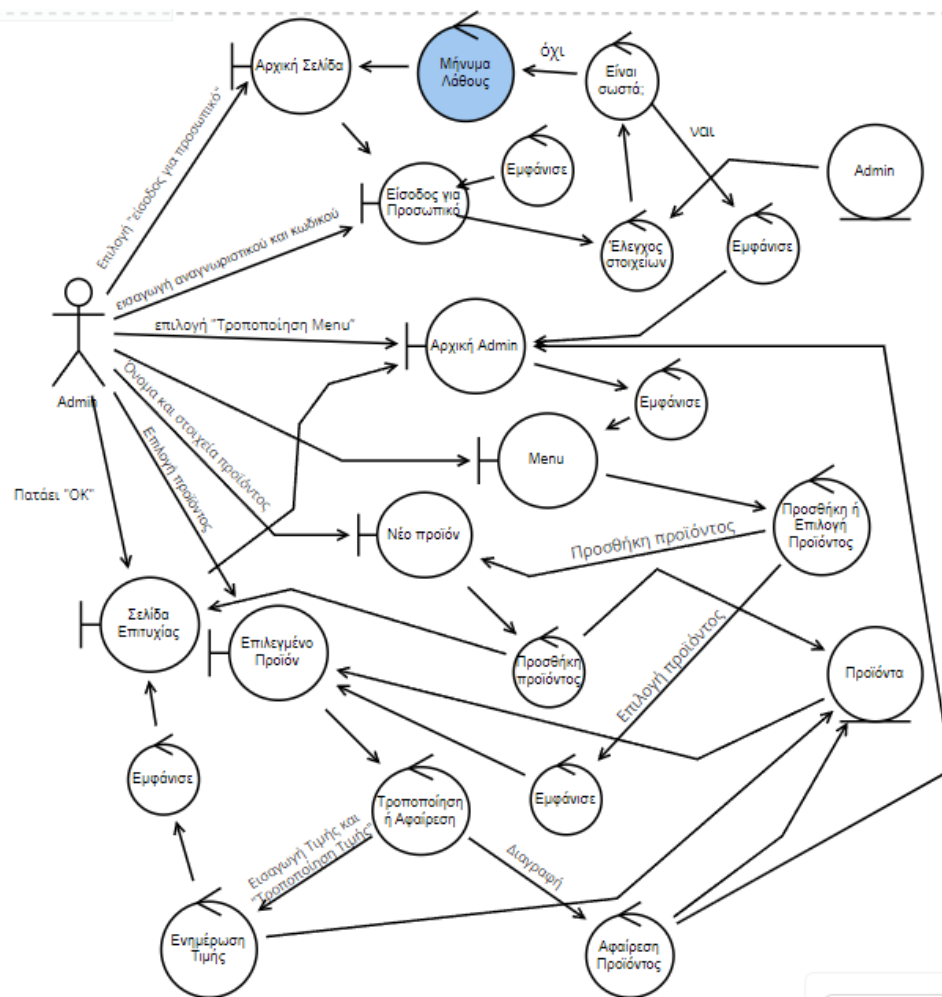 όχι
Αρχική Σελίδα
Μήνυμα
Λάθους
Είναι
σωστά;
ναι
Επιλογή "είσοδος για προσωπικό"
Εμφάνισε
Admin
Είσοδος για
Προσωπικό
εισαγωγή αναγνωριστικού και κωδικού
Έλεγχος
στοιχείων
Εμφάνισε
επιλογή "Τροποποίηση Menu"
Αρχική Admin
Admin
Εμφάνισε
Όνομα και στοιχεία προϊόντος
Επιλογή προϊόντος
Menu
Πατάει "ΟΚ"
Προσθήκη ή
Επιλογή
Προϊόντος
Νέο προϊόν
Προσθήκη προϊόντος
Σελίδα
Επιτυχίας
Επιλεγμένο
Προϊόν
Προσθήκη
προϊόντος
Επιλογή προϊόντος
Προϊόντα
Εμφάνισε
Τροποποίηση
ή Αφαίρεση
Εμφάνισε
Εισαγωγή Τιμής και
"Τροποποίηση Τιμής"
Διαγραφή
Ενημέρωση
Τιμής
Αφαίρεση
Προϊόντος